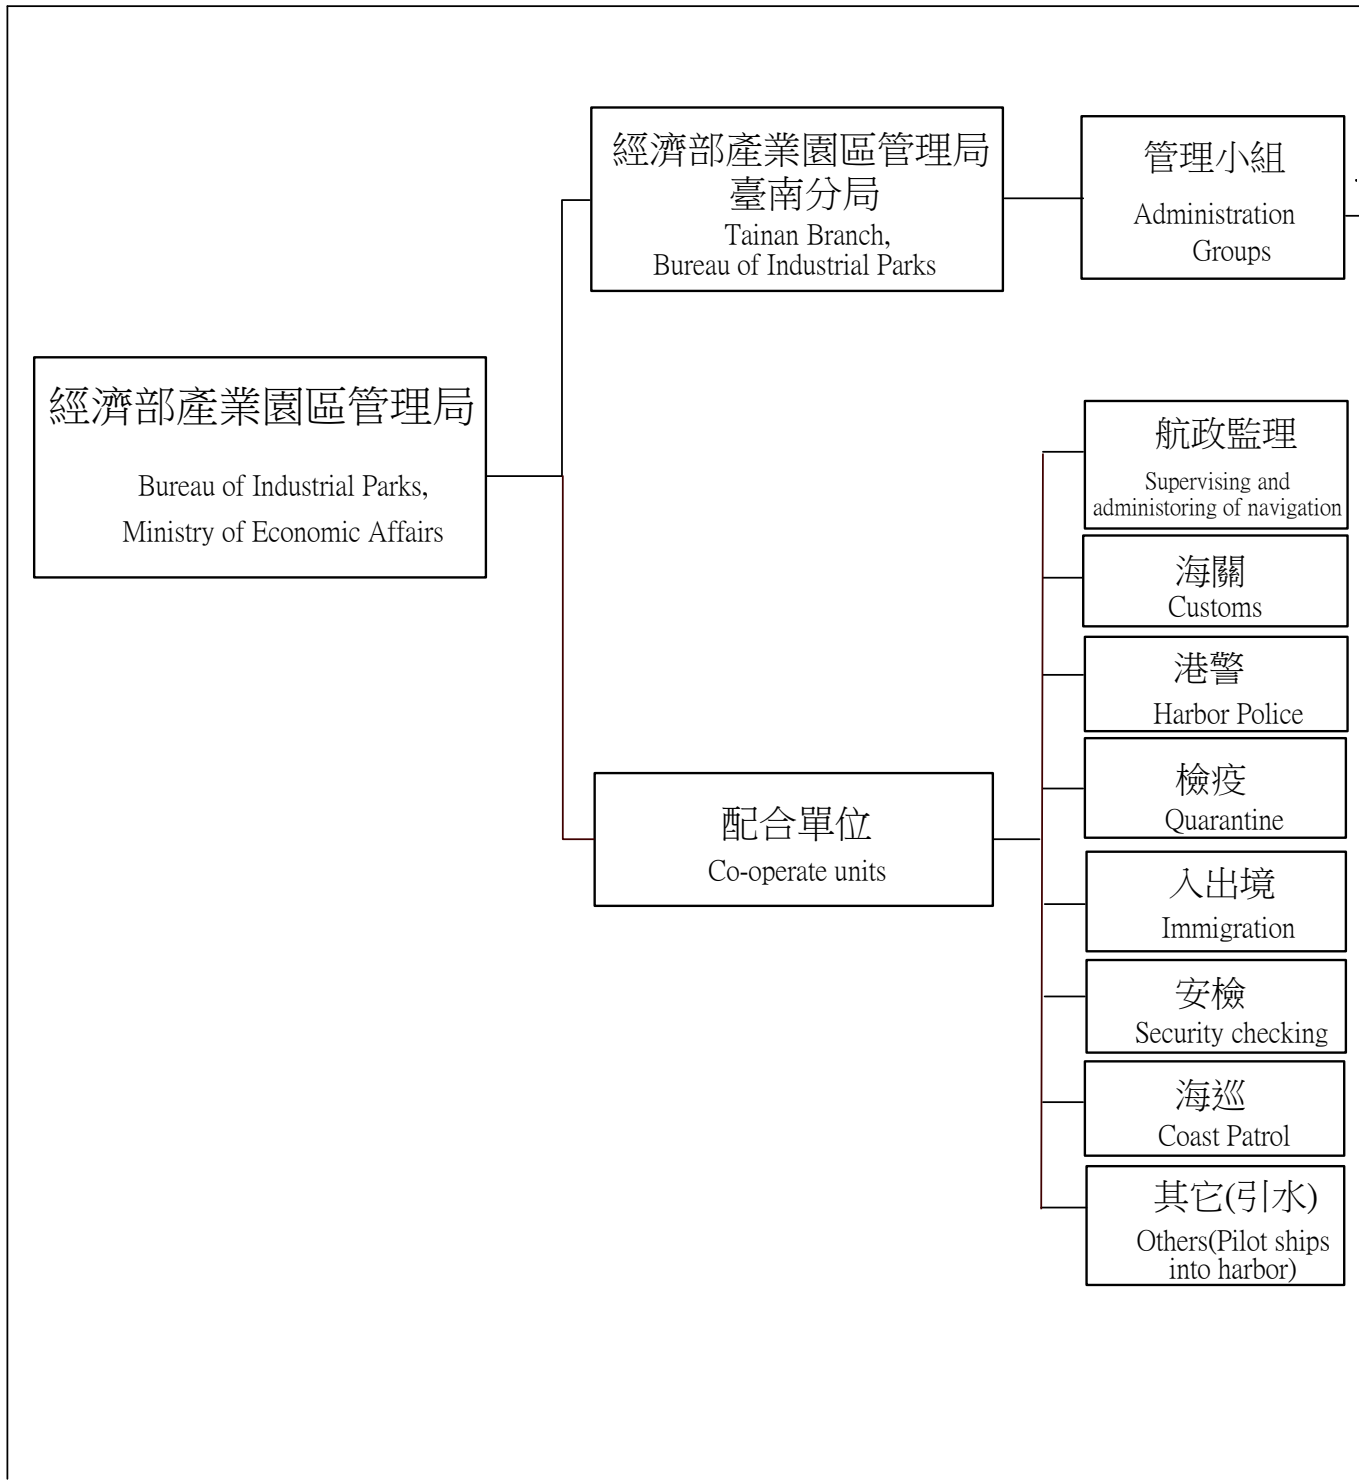 經濟部產業園區管理局
臺南分局
Tainan Branch,
Bureau of Industrial Parks
管理小組
Administration
Groups
經濟部產業園區管理局
Bureau of Industrial Parks,
Ministry of Economic Affairs
航政監理
Supervising and
administoring of navigation
海關
Customs
港警
Harbor Police
檢疫
Quarantine
配合單位
Co-operate units
入出境
Immigration
安檢
Security checking
海巡
Coast Patrol
其它(引水)
Others(Pilot ships
into harbor)